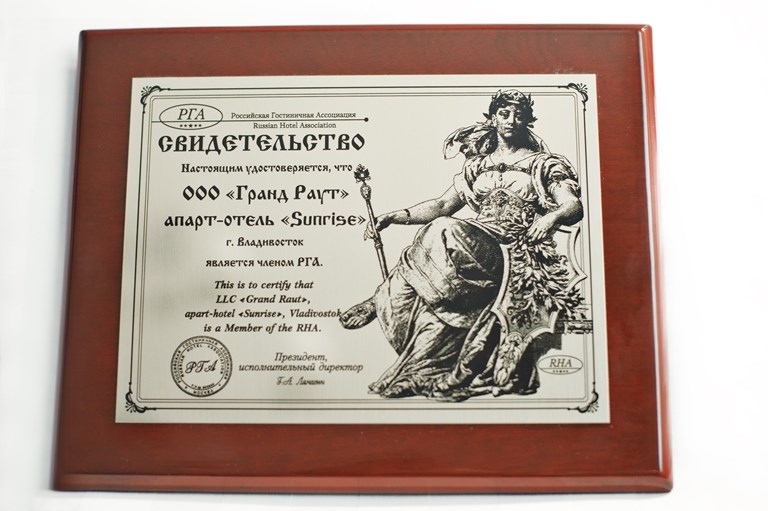 РГА
Российская Гостиничная Ассоциация
Russian Hotel Association
СВИДЕТЕЛЬСТВО
Настоящим удостоверяется, что
ООО «Гранд Раут»
апарт-отель «Sunrise»
г. Владивосток
является членом РГА.
This is to certify that
LLC «Grand Raut»,
apart-hotel «Sunrise», Vladivostok
is a Member of the RHA.
РГА
Президент,
исполнительный директор
Г.А. Ламшин
RHA